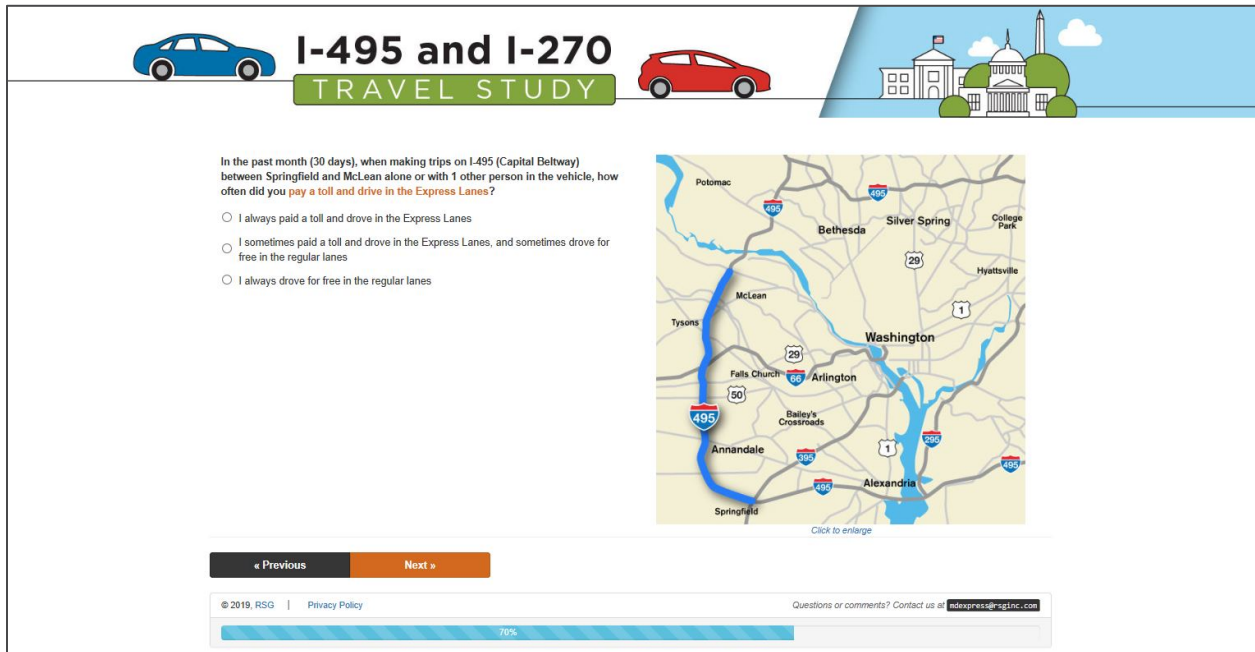 I-495 and I-270
TRAVEL STUDY
In the past month (30 days), when making trips on I-495 (Capital Beltway)
between Springfield and McLean alone or with 1 other person in the vehicle, how
often did you pay a toll and drive in the Express Lanes?
I always paid a toll and drove in the Express Lanes
I sometimes paid a toll and drove in the Express Lanes, and sometimes drove for
free in the regular lanes
I always drove for free in the regular lanes
Potomac
495
495
Silver Spring
College
Park
Bethesda
29
Hyattsville
McLean
1
Tysons
Washington
29
Falls Church
66
Arlington
50
495
Bailey's
Crossroads
Annandale
395
1
295
495
495
Alexandria
Springfield
Click to enlarge
« Previous
Next »
© 2019, RSG | Privacy Policy
Questions or comments? Contact us at mdexpress@rsginc.com
70%